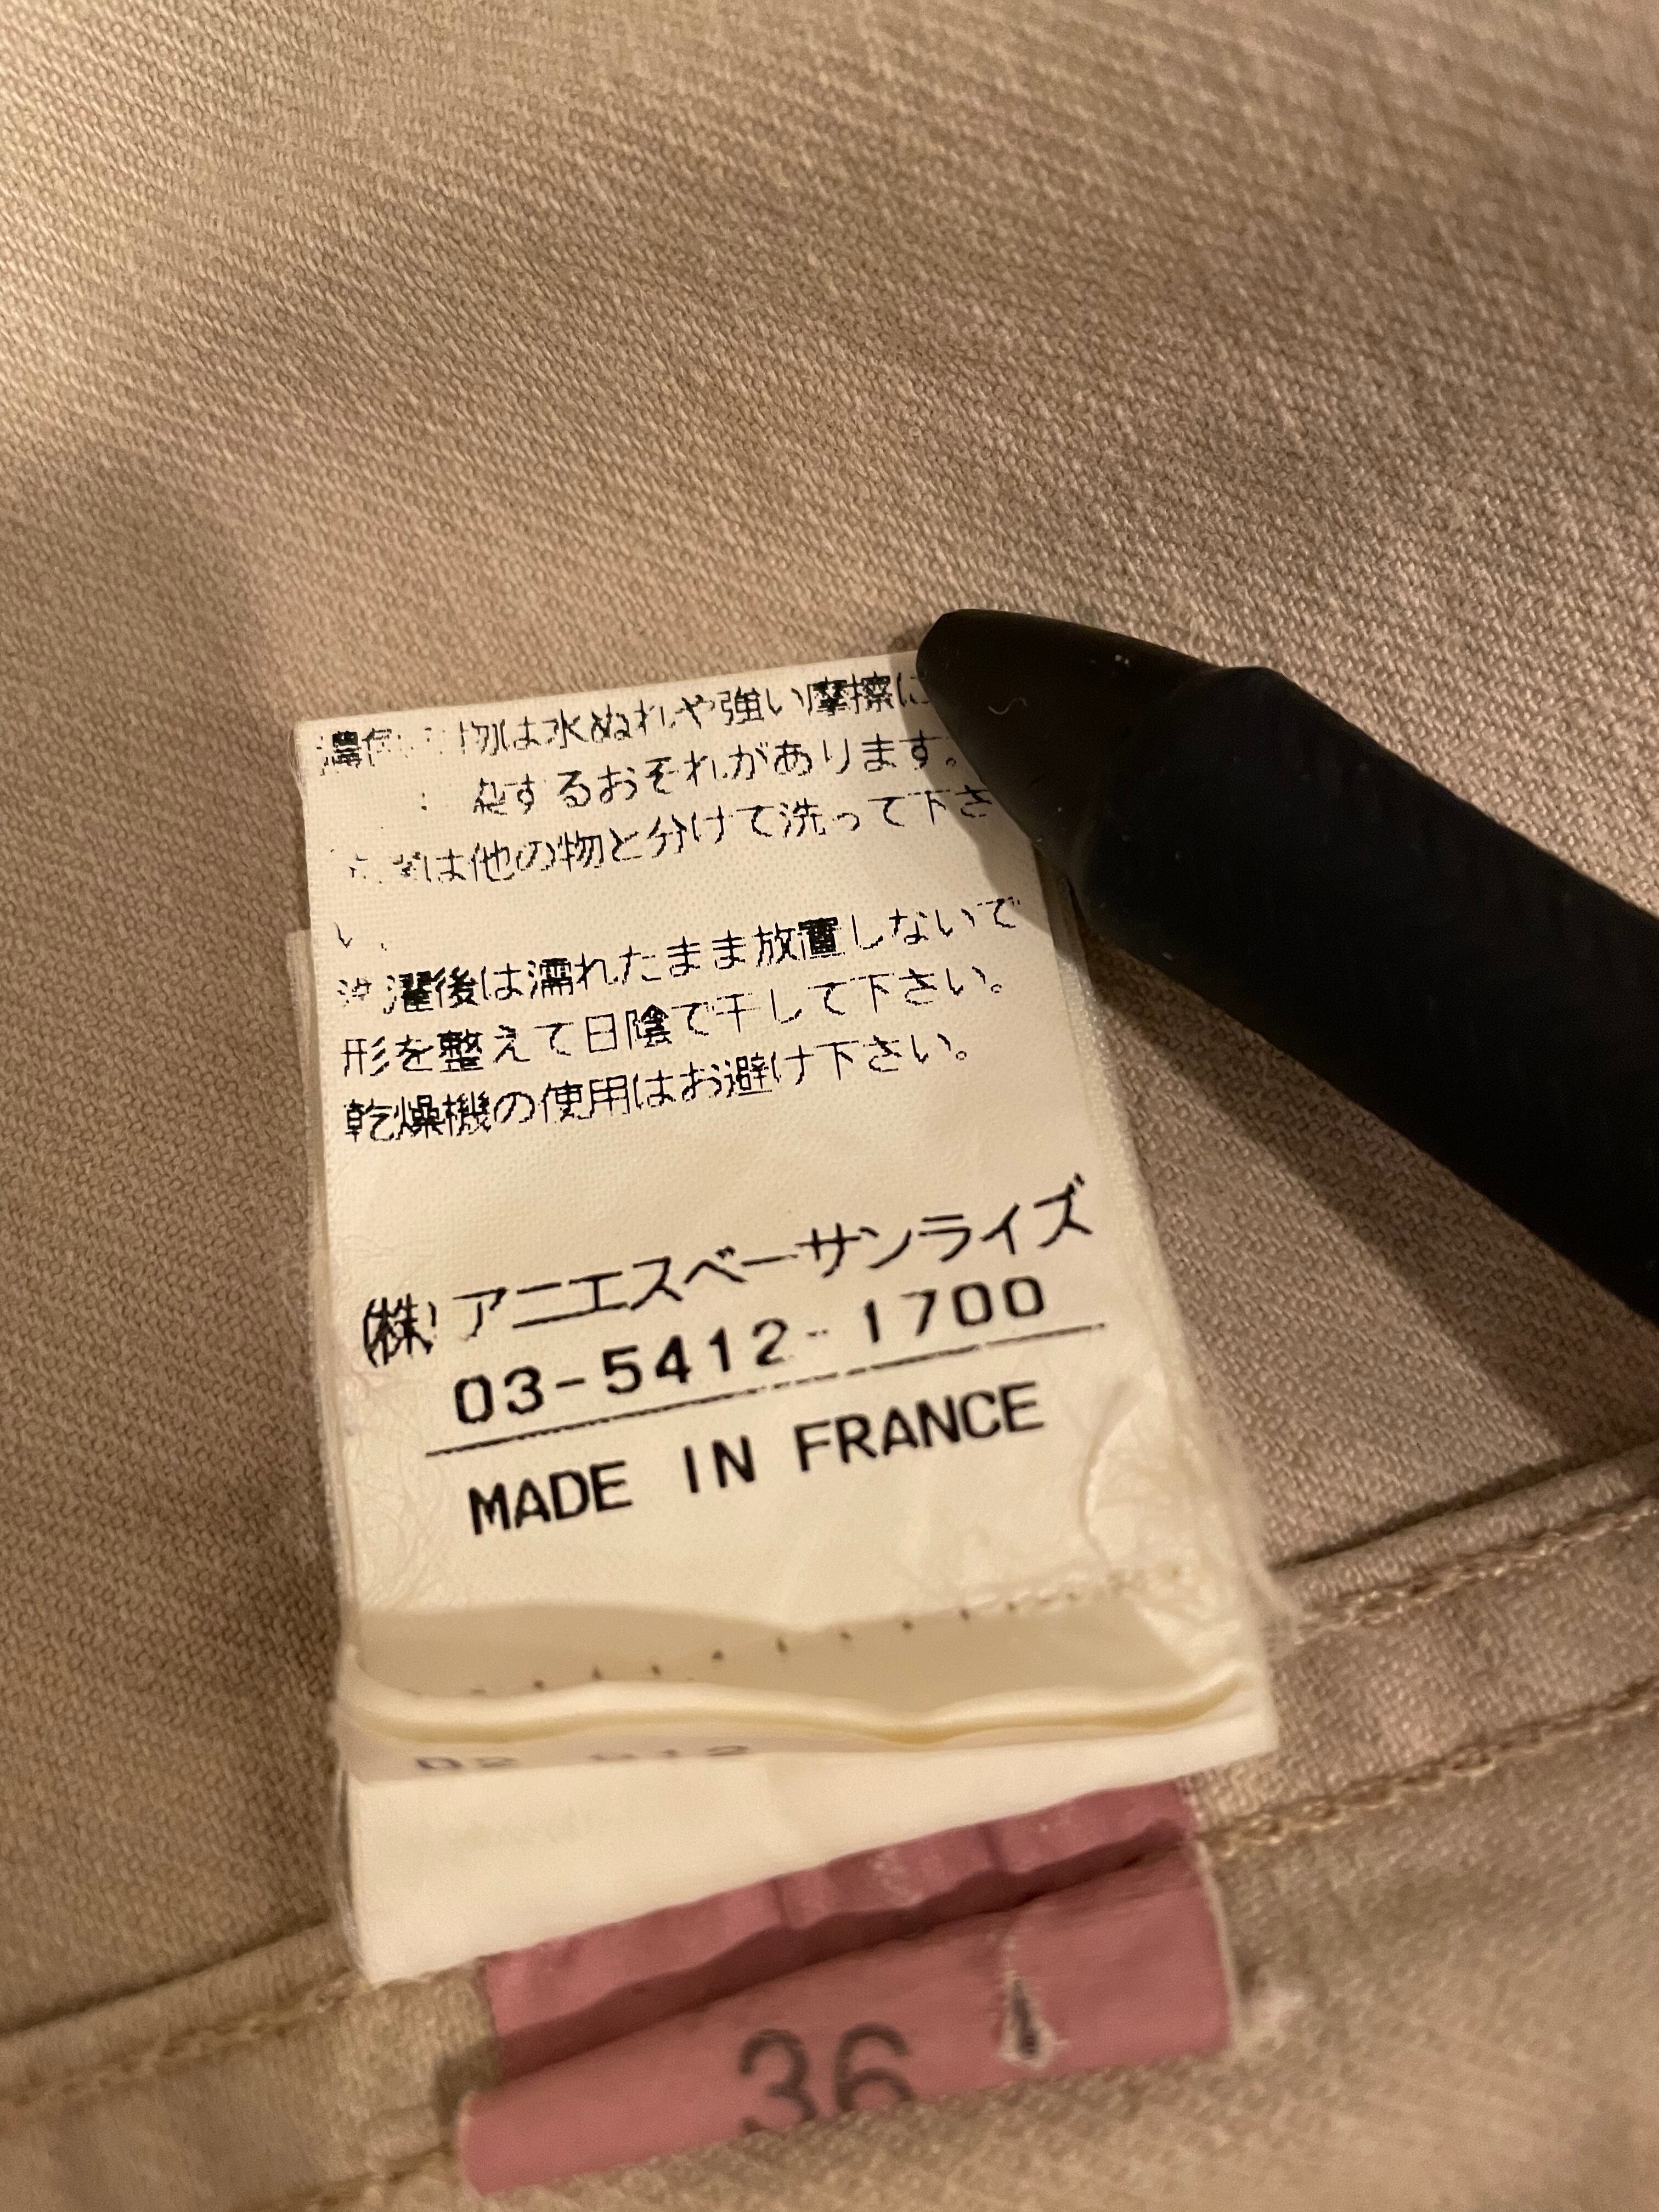 濃色の物は水ぬれや強い摩擦に
するおそれがあります。
は他の物と分けて洗って下さ
い。
洗濯後は濡れたまま放置しないで
形を整えて日陰で干して下さい。
乾燥機の使用はお避け下さい。
(株)アニエスベーサンライズ
03-5412-1700
MADE IN FRANCE
36